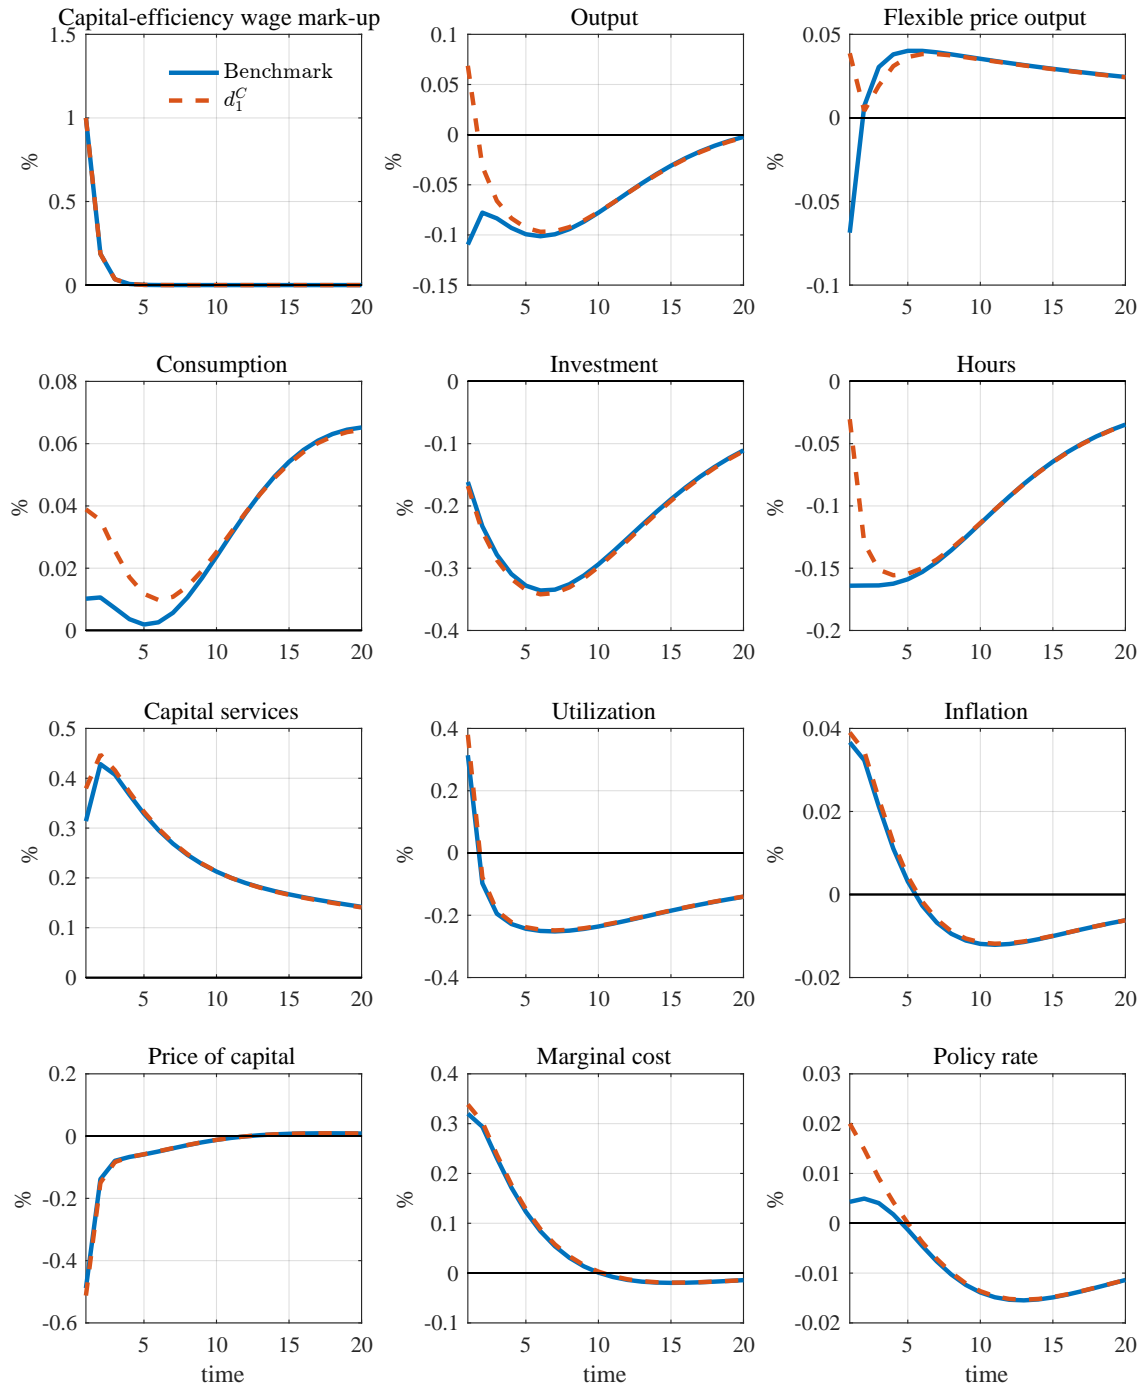 Capital-efficiency wage mark-up
1.5
1
0.5
0
%
5 10 15 20
Benchmark
d_1^C
Output
0.1
0.05
0
-0.05
-0.1
-0.15
%
5 10 15 20
Flexible price output
0.05
0
-0.05
-0.1
%
5 10 15 20
Consumption
0.08
0.06
0.04
0.02
0
%
5 10 15 20
Investment
0
-0.1
-0.2
-0.3
-0.4
%
5 10 15 20
Hours
0
-0.05
-0.1
-0.15
-0.2
%
5 10 15 20
Capital services
0.5
0.4
0.3
0.2
0.1
0
%
5 10 15 20
Utilization
0.4
0.2
0
-0.2
-0.4
%
5 10 15 20
Inflation
0.04
0.02
0
-0.02
%
5 10 15 20
Price of capital
0.2
0
-0.2
-0.4
-0.6
%
5 10 15 20
time
Marginal cost
0.4
0.3
0.2
0.1
0
-0.1
%
5 10 15 20
time
Policy rate
0.03
0.02
0.01
0
-0.01
-0.02
%
5 10 15 20
time